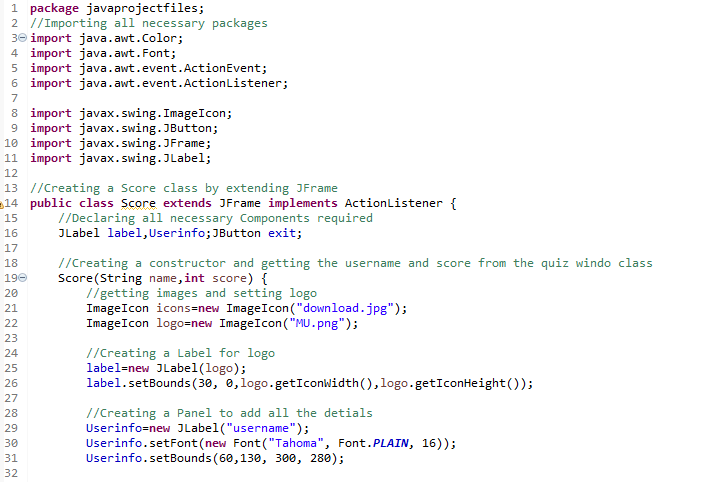 1 package javaprojectfiles;
2 //Importing all necessary packages
3 import java.awt.Color;
4 import java.awt.Font;
5 import java.awt.event.ActionEvent;
6 import java.awt.event.ActionListener;
7
8 import javax.swing.ImageIcon;
9 import javax.swing.JButton;
10 import javax.swing.JFrame;
11 import javax.swing.JLabel;
12
13 //Creating a Score class by extending JFrame
14 public class Score extends JFrame implements ActionListener {
15     //Declaring all necessary Components required
16     JLabel label,Userinfo;JButton exit;
17
18     //Creating a constructor and getting the username and score from the quiz windo class
19     Score(String name,int score) {
20         //getting images and setting logo
21         ImageIcon icons=new ImageIcon("download.jpg");
22         ImageIcon logo=new ImageIcon("MU.png");
23
24         //Creating a Label for logo
25         label=new JLabel(logo);
26         label.setBounds(30, 0,logo.getIconWidth(),logo.getIconHeight());
27
28         //Creating a Panel to add all the detials
29         Userinfo=new JLabel("username");
30         Userinfo.setFont(new Font("Tahoma", Font.PLAIN, 16));
31         Userinfo.setBounds(60,130, 300, 280);
32